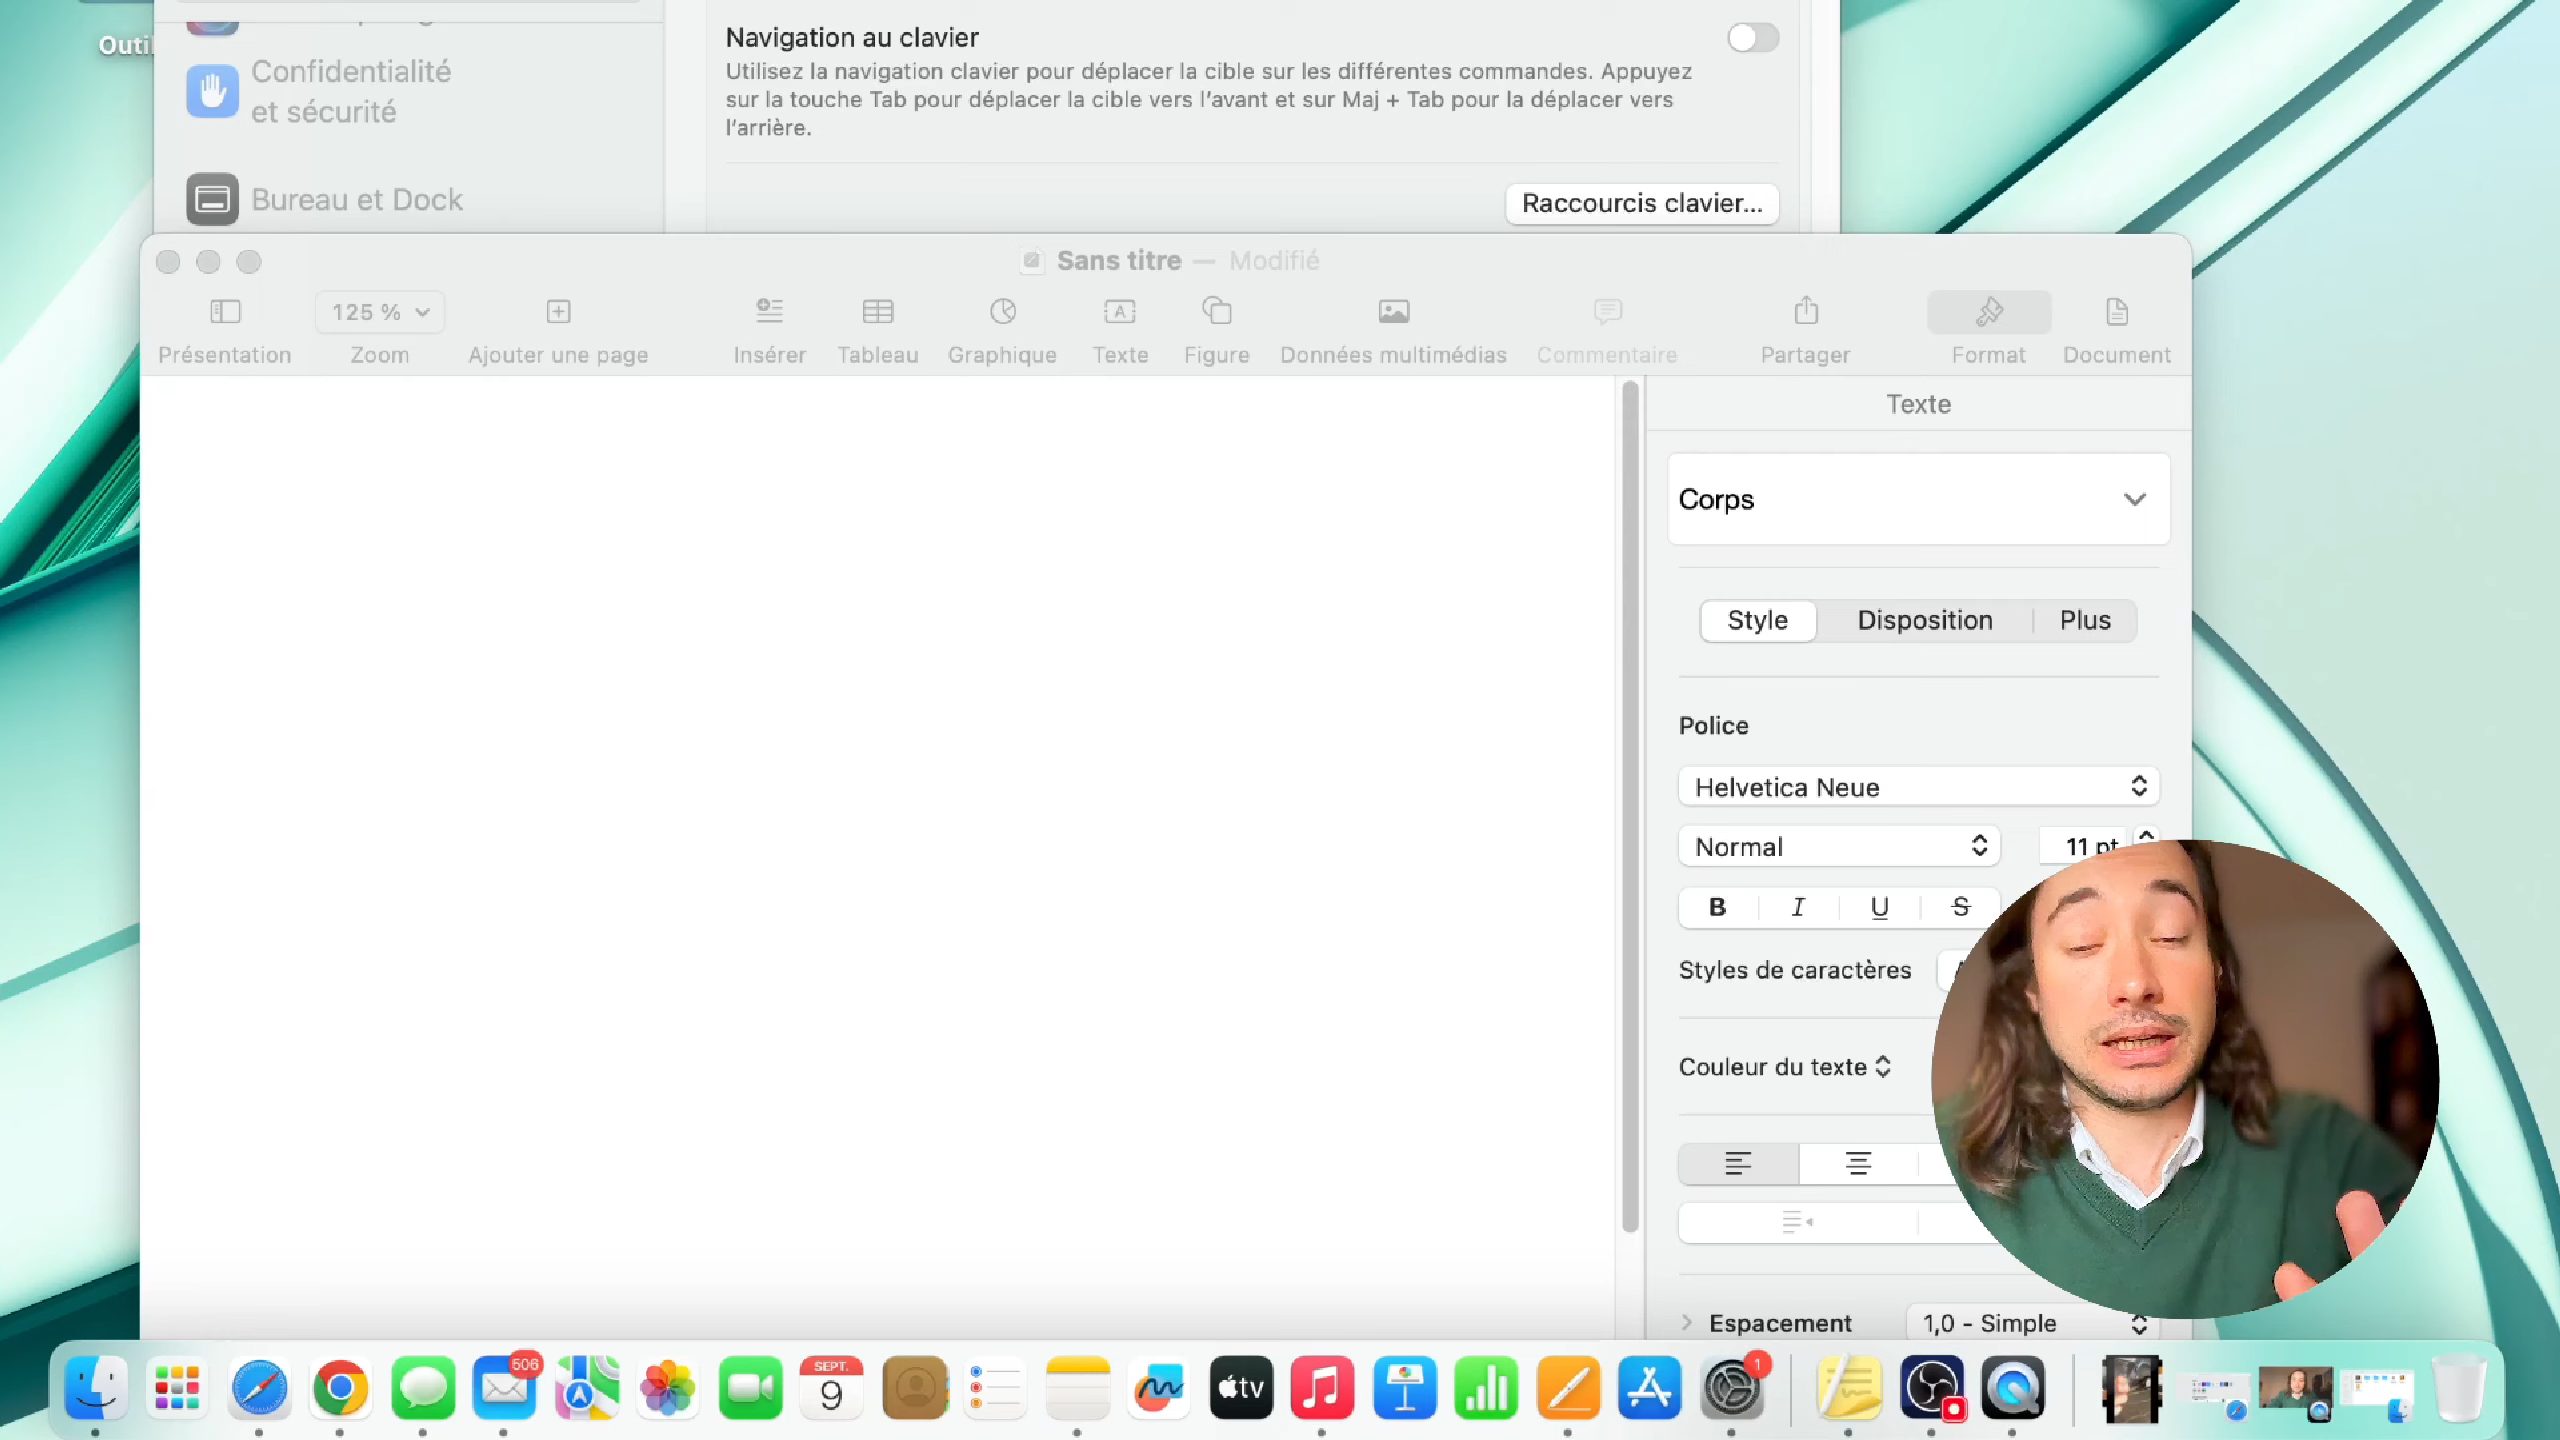 Navigation au clavier
Utilisez la navigation clavier pour déplacer la cible sur les différentes commandes. Appuyez
sur la touche Tab pour déplacer la cible vers l'avant et sur Maj + Tab pour la déplacer vers
l'arrière.
Raccourcis clavier...
Outil
Confidentialité
et sécurité
Bureau et Dock
Sans titre — Modifié
125 %
Présentation Zoom Ajouter une page Insérer Tableau Graphique Texte Figure Données multimédias Commentaire Partager Format Document
Texte
Corps
Style Disposition Plus
Police
Helvetica Neue
Normal 11 pt
B I U S
Styles de caractères
Couleur du texte
Espacement 1,0 - Simple
506
SEPT.
9
tv
1